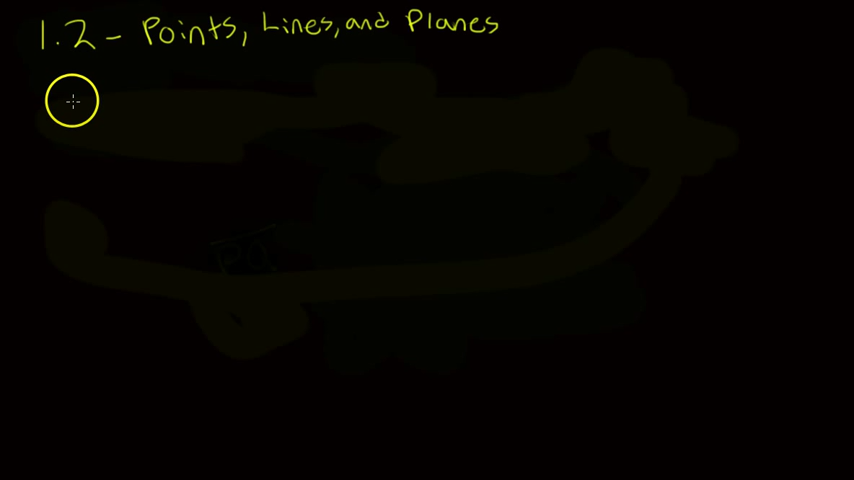 1.2 - Points, Lines, and Planes